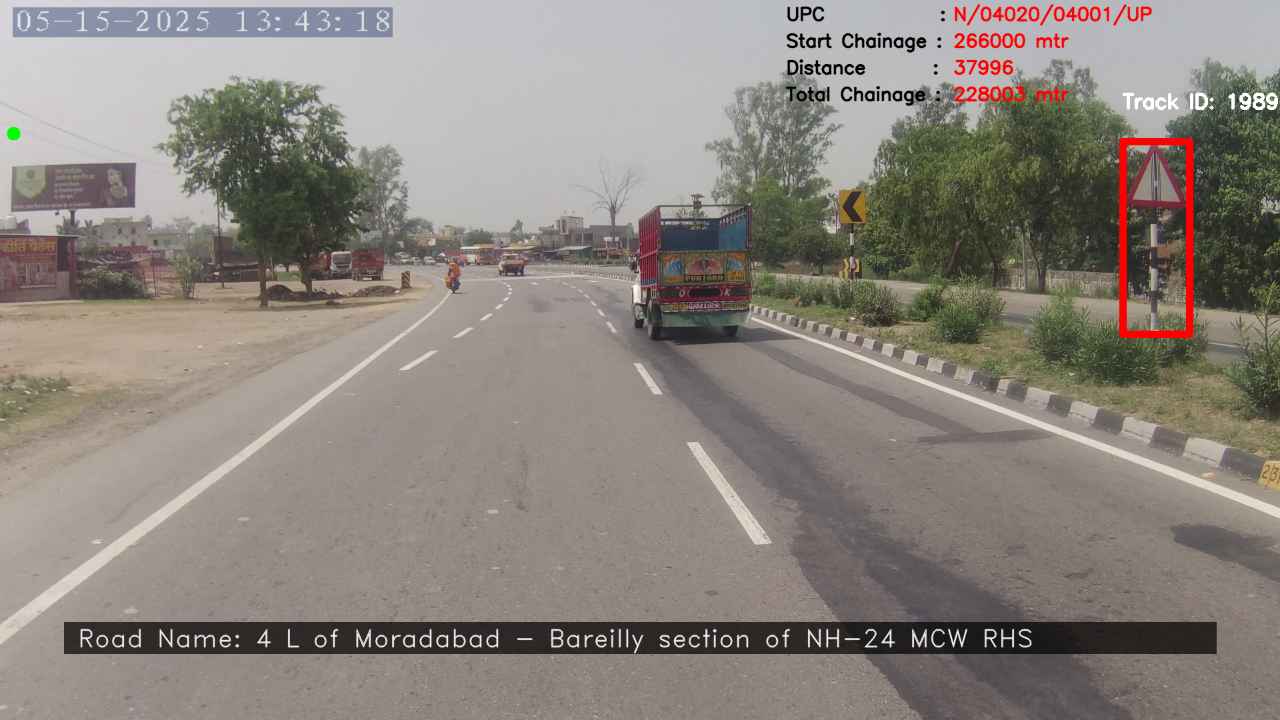 05-15-2025 13:43:18
UPC : N/04020/04001/UP
Start Chainage : 266000 mtr
Distance : 37996
Total Chainage : 228003 mtr
Track ID: 1989
Road Name: 4 L of Moradabad - Bareilly section of NH-24 MCW RHS